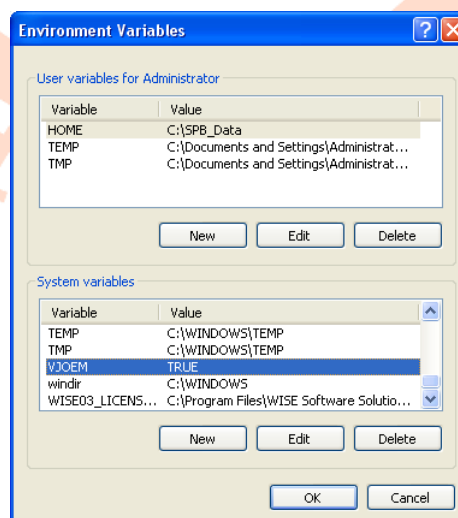 Environment Variables
User variables for Administrator
Variable Value
HOME C:\SPB_Data
TEMP C:\Documents and Settings\Administrat...
TMP C:\Documents and Settings\Administrat...
New Edit Delete
System variables
Variable Value
TEMP C:\WINDOWS\TEMP
TMP C:\WINDOWS\TEMP
VJOEM TRUE
windir C:\WINDOWS
WISE03_LICENS... C:\Program Files\WISE Software Solutio...
New Edit Delete
OK Cancel